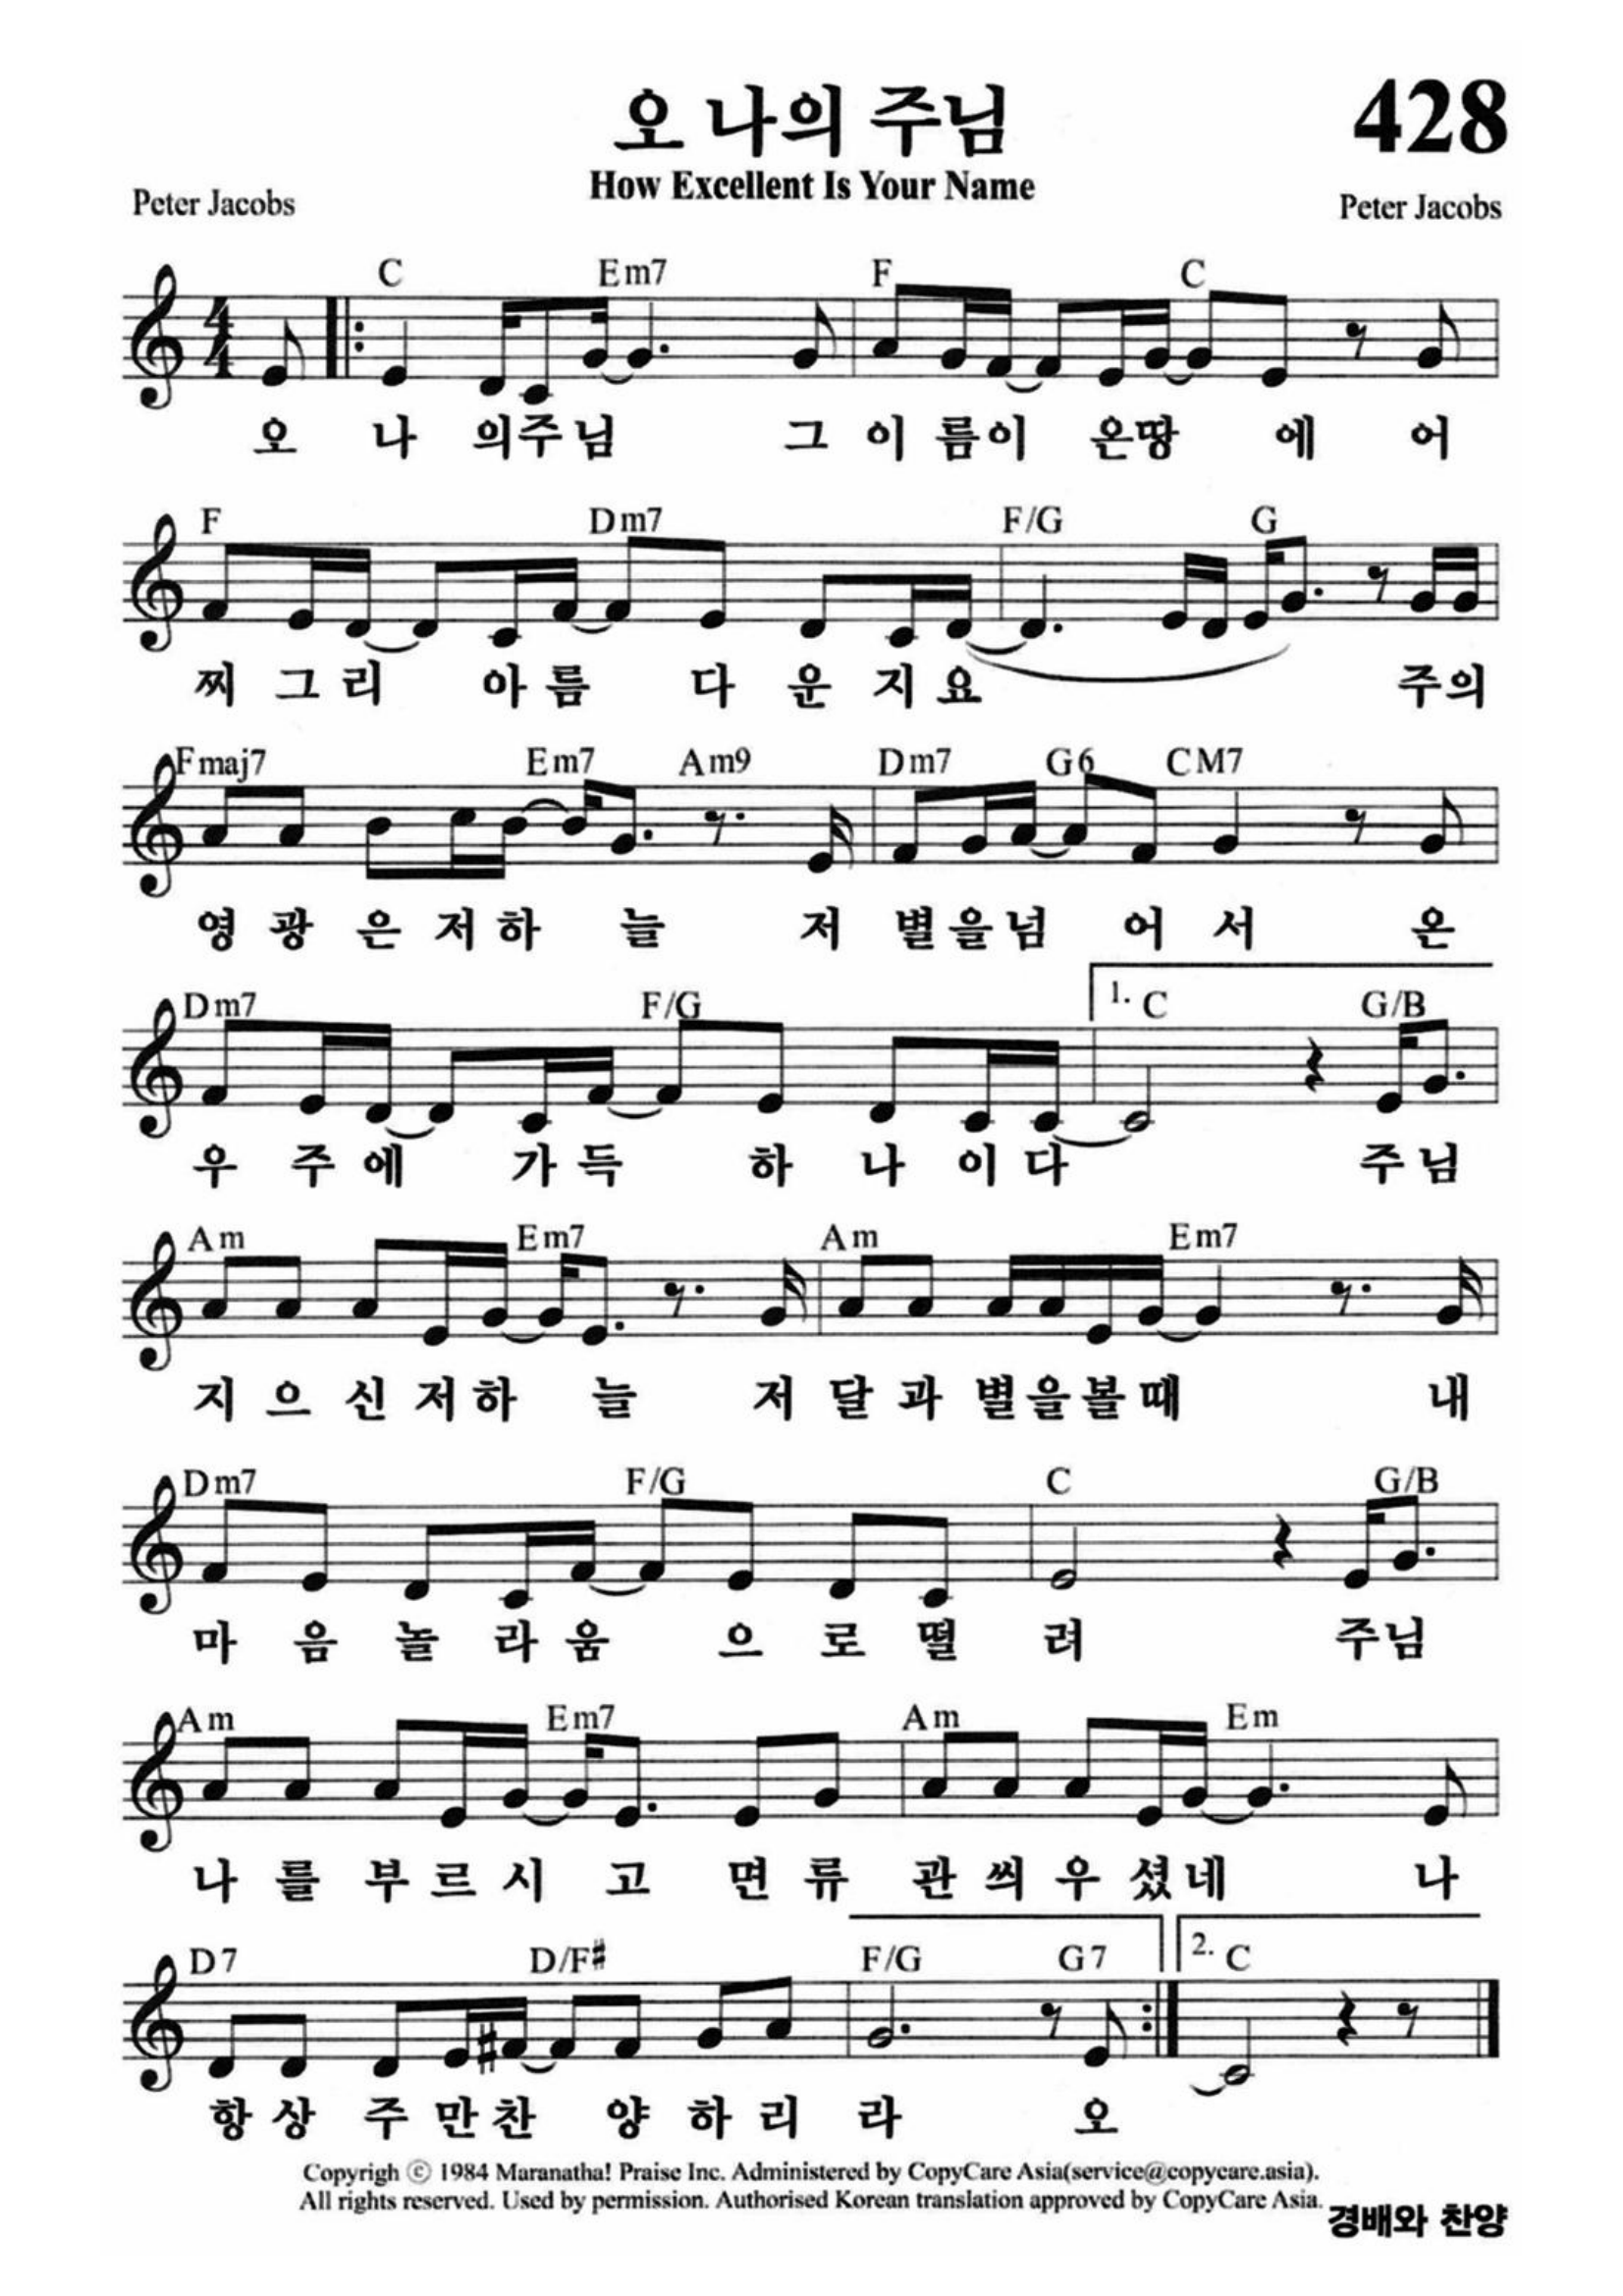 오 나의 주님
428
How Excellent Is Your Name
Peter Jacobs
Peter Jacobs
C Em7 F C
오 나 의주 님 그 이 름이 온땅 에 어
F Dm7 F/G G
찌 그 리 아 름 다 운 지 요 주의
Fmaj7 Em7 Am9 Dm7 G6 CM7
영 광 은 저 하 늘 저 별 을 넘 어 서 온
Dm7 F/G 1. C G/B
우 주 에 가 득 하 나 이 다 주 님
Am Em7 Am Em7
지 으 신 저 하 늘 저 달 과 별 을 볼 때 내
Dm7 F/G C G/B
마 음 놀 라 움 으 로 떨 려 주님
Am Em7 Am Em
나 를 부 르 시 고 면 류 관 씌 우 셨 네 나
D7 D/F# F/G G7 2. C
항 상 주 만 찬 양 하 리 라 오
Copyrigh © 1984 Maranatha! Praise Inc. Administered by CopyCare Asia(service@copycare.asia).
All rights reserved. Used by permission. Authorised Korean translation approved by CopyCare Asia.
경배와 찬양